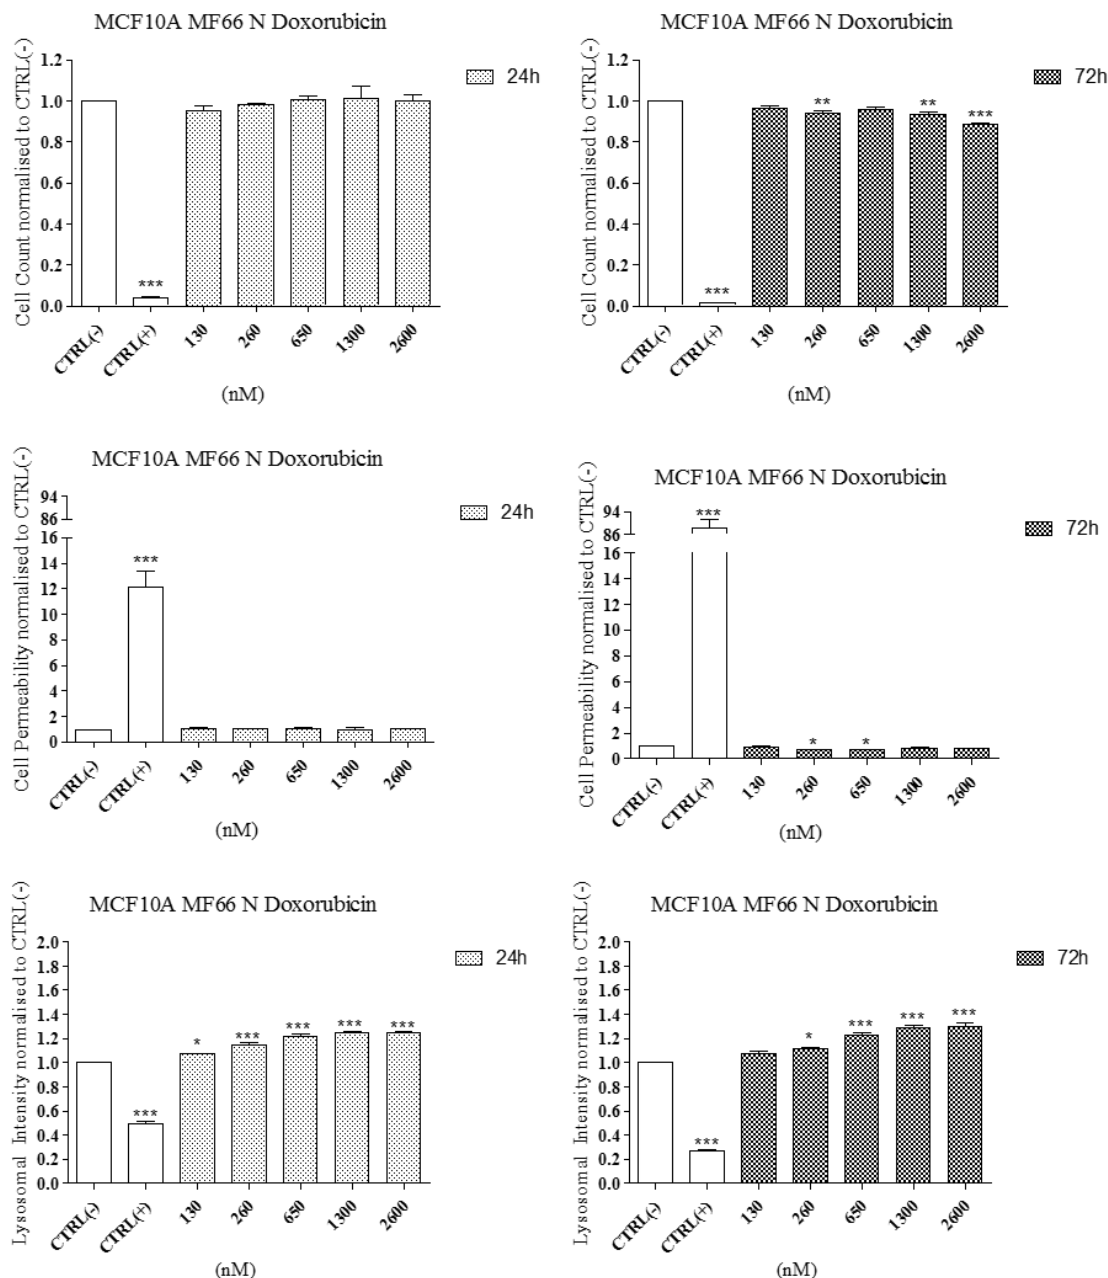 MCF10A MF66 N Doxorubicin
Cell Count normalised to CTRL(-)
1.2
1.0
0.8
0.6
0.4
0.2
0.0
***
24h
CTRL(-) CTRL(+) 130 260 650 1300 2600
(nM)
MCF10A MF66 N Doxorubicin
Cell Count normalised to CTRL(-)
1.2
1.0
0.8
0.6
0.4
0.2
0.0
*** ** ** ***
72h
CTRL(-) CTRL(+) 130 260 650 1300 2600
(nM)
MCF10A MF66 N Doxorubicin
Cell Permeability normalised to CTRL(-)
94
86
16
14
12
10
8
6
4
2
0
***
24h
CTRL(-) CTRL(+) 130 260 650 1300 2600
(nM)
MCF10A MF66 N Doxorubicin
Cell Permeability normalised to CTRL(-)
94
86
16
14
12
10
8
6
4
2
0
*** * *
72h
CTRL(-) CTRL(+) 130 260 650 1300 2600
(nM)
MCF10A MF66 N Doxorubicin
Lysosomal Intensity normalised to CTRL(-)
2.0
1.8
1.6
1.4
1.2
1.0
0.8
0.6
0.4
0.2
0.0
*** * *** *** *** ***
24h
CTRL(-) CTRL(+) 130 260 650 1300 2600
(nM)
MCF10A MF66 N Doxorubicin
Lysosomal Intensity normalised to CTRL(-)
2.0
1.8
1.6
1.4
1.2
1.0
0.8
0.6
0.4
0.2
0.0
*** * *** *** ***
72h
CTRL(-) CTRL(+) 130 260 650 1300 2600
(nM)